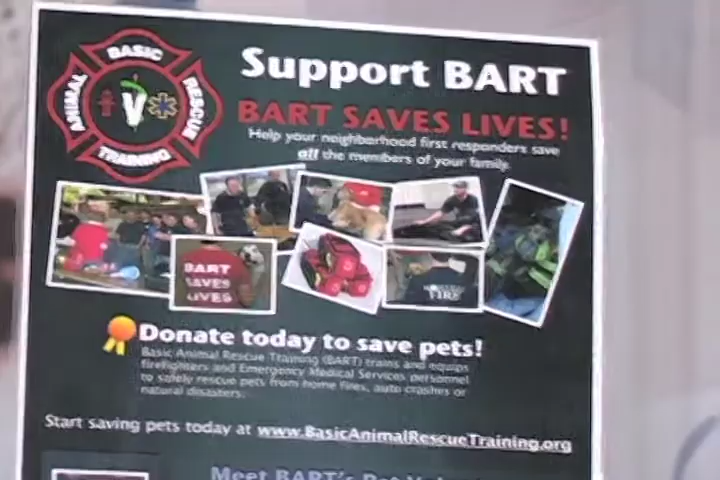 BASIC
ANIMAL
RESCUE
TRAINING
V
Support BART
BART SAVES LIVES!
Help your neighborhood first responders save
all the members of your family.
BART
SAVES
LIVES
FIRE
Donate today to save pets!
Basic Animal Rescue Training (BART) trains and equips
firefighters and Emergency Medical Services personnel
to safely rescue pets from home fires, auto crashes or
natural disasters.
Start saving pets today at www.BasicAnimalRescueTraining.org
Meet BART's Pet